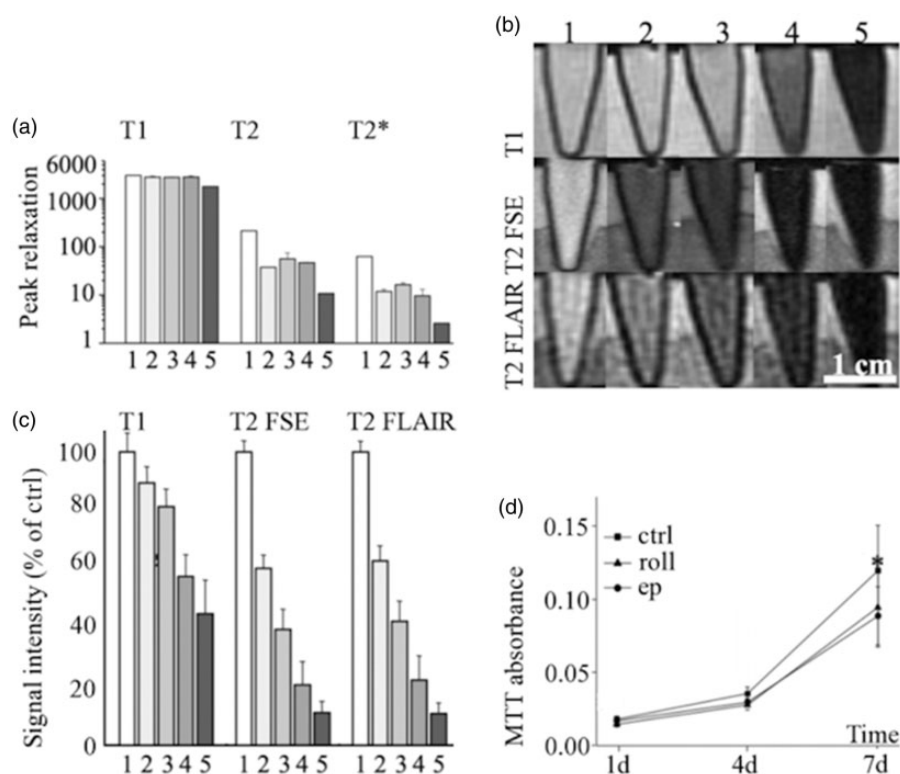 (a)
T1 T2 T2*
Peak relaxation
6000
1000
100
10
1
1 2 3 4 5 1 2 3 4 5 1 2 3 4 5
(b)
1 2 3 4 5
T1
T2 FSE
T2 FLAIR
1 cm
(c)
T1 T2 FSE T2 FLAIR
Signal intensity (% of ctrl)
100
80
60
40
20
0
1 2 3 4 5 1 2 3 4 5 1 2 3 4 5
(d)
MTT absorbance
0.15
0.10
0.05
0.00
ctrl
roll
ep
*
Time
1d 4d 7d